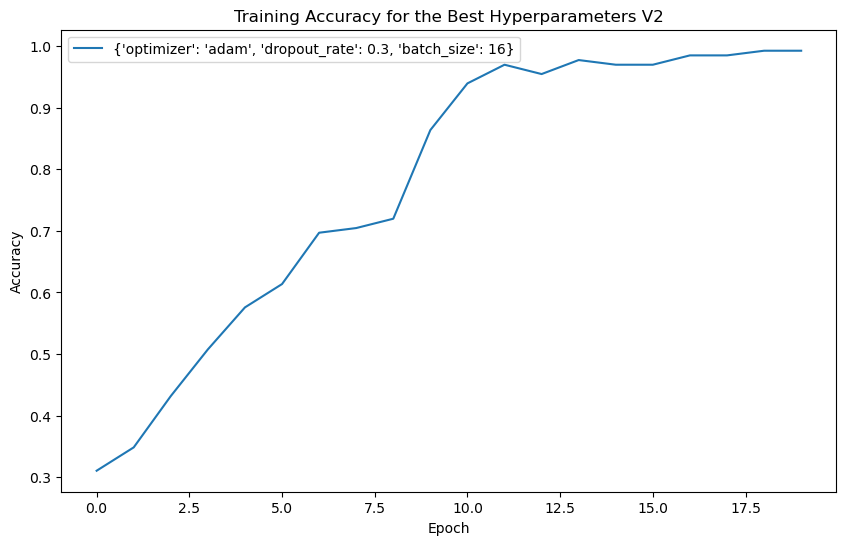 Training Accuracy for the Best Hyperparameters V2
{'optimizer': 'adam', 'dropout_rate': 0.3, 'batch_size': 16}
1.0
0.9
0.8
0.7
0.6
0.5
0.4
0.3
Accuracy
0.0 2.5 5.0 7.5 10.0 12.5 15.0 17.5
Epoch